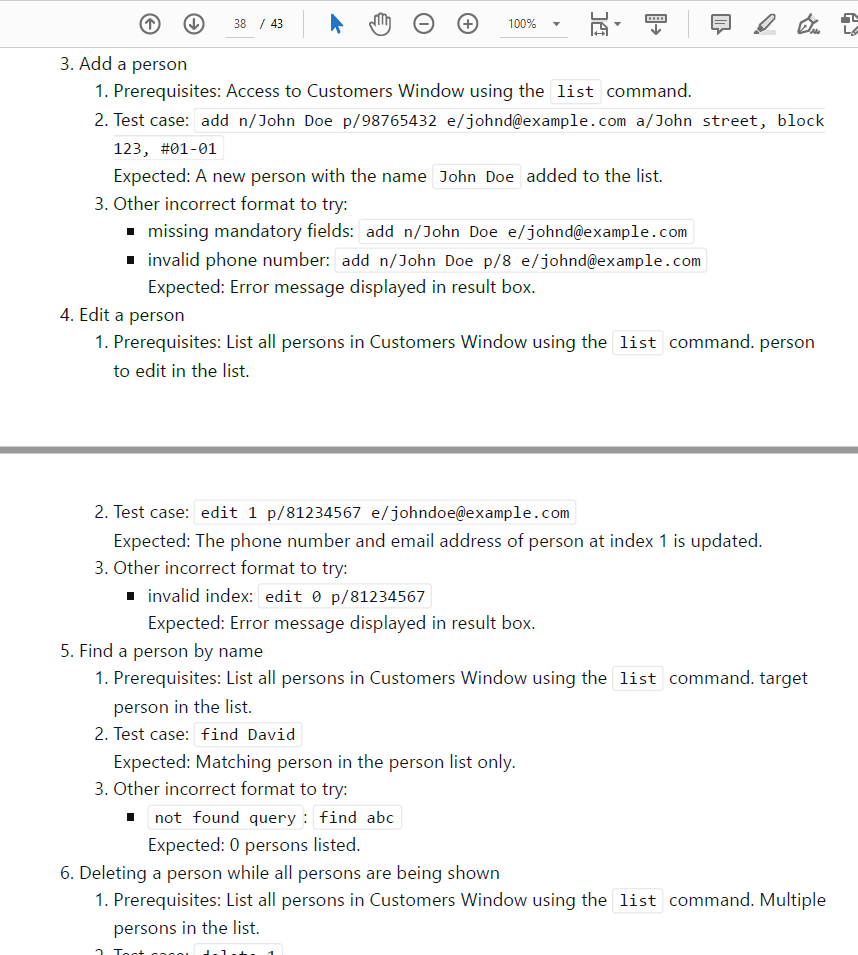 38 / 43 100%
3. Add a person
1. Prerequisites: Access to Customers Window using the list command.
2. Test case: add n/John Doe p/98765432 e/johnd@example.com a/John street, block
123, #01-01
Expected: A new person with the name John Doe added to the list.
3. Other incorrect format to try:
▪ missing mandatory fields: add n/John Doe e/johnd@example.com
▪ invalid phone number: add n/John Doe p/8 e/johnd@example.com
Expected: Error message displayed in result box.
4. Edit a person
1. Prerequisites: List all persons in Customers Window using the list command. person
to edit in the list.
2. Test case: edit 1 p/81234567 e/johndoe@example.com
Expected: The phone number and email address of person at index 1 is updated.
3. Other incorrect format to try:
▪ invalid index: edit 0 p/81234567
Expected: Error message displayed in result box.
5. Find a person by name
1. Prerequisites: List all persons in Customers Window using the list command. target
person in the list.
2. Test case: find David
Expected: Matching person in the person list only.
3. Other incorrect format to try:
▪ not found query : find abc
Expected: 0 persons listed.
6. Deleting a person while all persons are being shown
1. Prerequisites: List all persons in Customers Window using the list command. Multiple
persons in the list.
2. Test case: delete 1